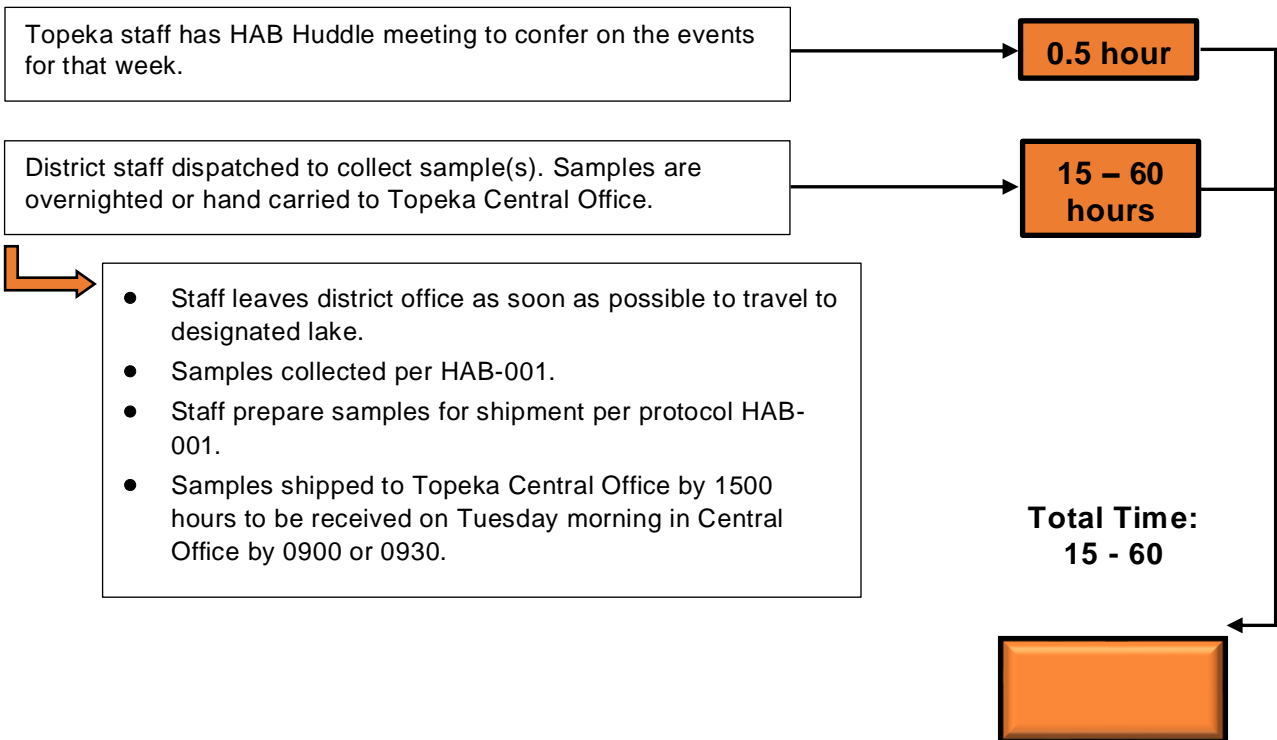 Topeka staff has HAB Huddle meeting to confer on the events
for that week.
0.5 hour
District staff dispatched to collect sample(s). Samples are
overnighted or hand carried to Topeka Central Office.
15 – 60
hours
● Staff leaves district office as soon as possible to travel to
designated lake.
● Samples collected per HAB-001.
● Staff prepare samples for shipment per protocol HAB-
001.
● Samples shipped to Topeka Central Office by 1500
hours to be received on Tuesday morning in Central
Office by 0900 or 0930.
Total Time:
15 - 60